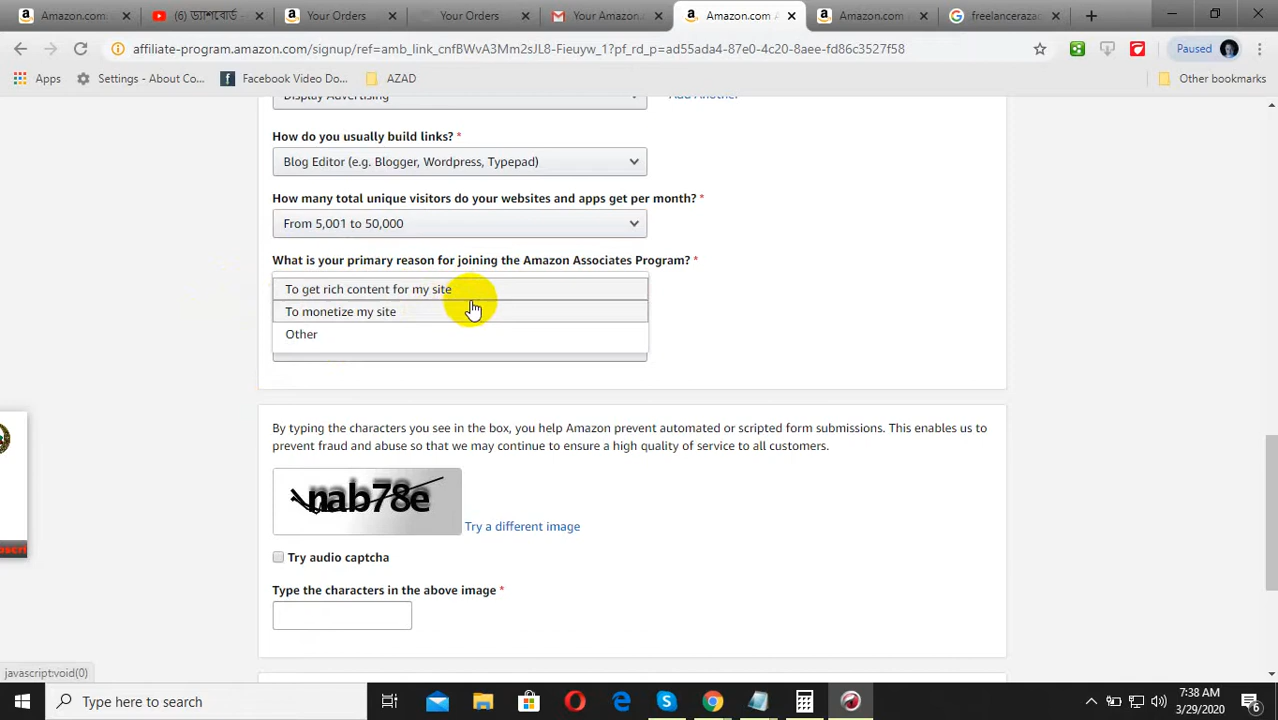 Amazon.com:
(6) ড্যাশবোর্ড -
Your Orders
Your Orders
Your Amazon.
Amazon.com A
Amazon.com
freelancerazad
affiliate-program.amazon.com/signup/ref=amb_link_cnfBWvA3Mm2sJL8-Fieuyw_1?pf_rd_p=ad55ada4-87e0-4c20-8aee-fd86c3527f58
Paused
Apps
Settings - About Co...
Facebook Video Do...
AZAD
Other bookmarks
Display Advertising
Add Another
How do you usually build links? *
Blog Editor (e.g. Blogger, Wordpress, Typepad)
How many total unique visitors do your websites and apps get per month? *
From 5,001 to 50,000
What is your primary reason for joining the Amazon Associates Program? *
To get rich content for my site
To monetize my site
Other
By typing the characters you see in the box, you help Amazon prevent automated or scripted form submissions. This enables us to
prevent fraud and abuse so that we may continue to ensure a high quality of service to all customers.
nab78e
Try a different image
Try audio captcha
Type the characters in the above image *
javascript:void(0)
Type here to search
7:38 AM
3/29/2020
6